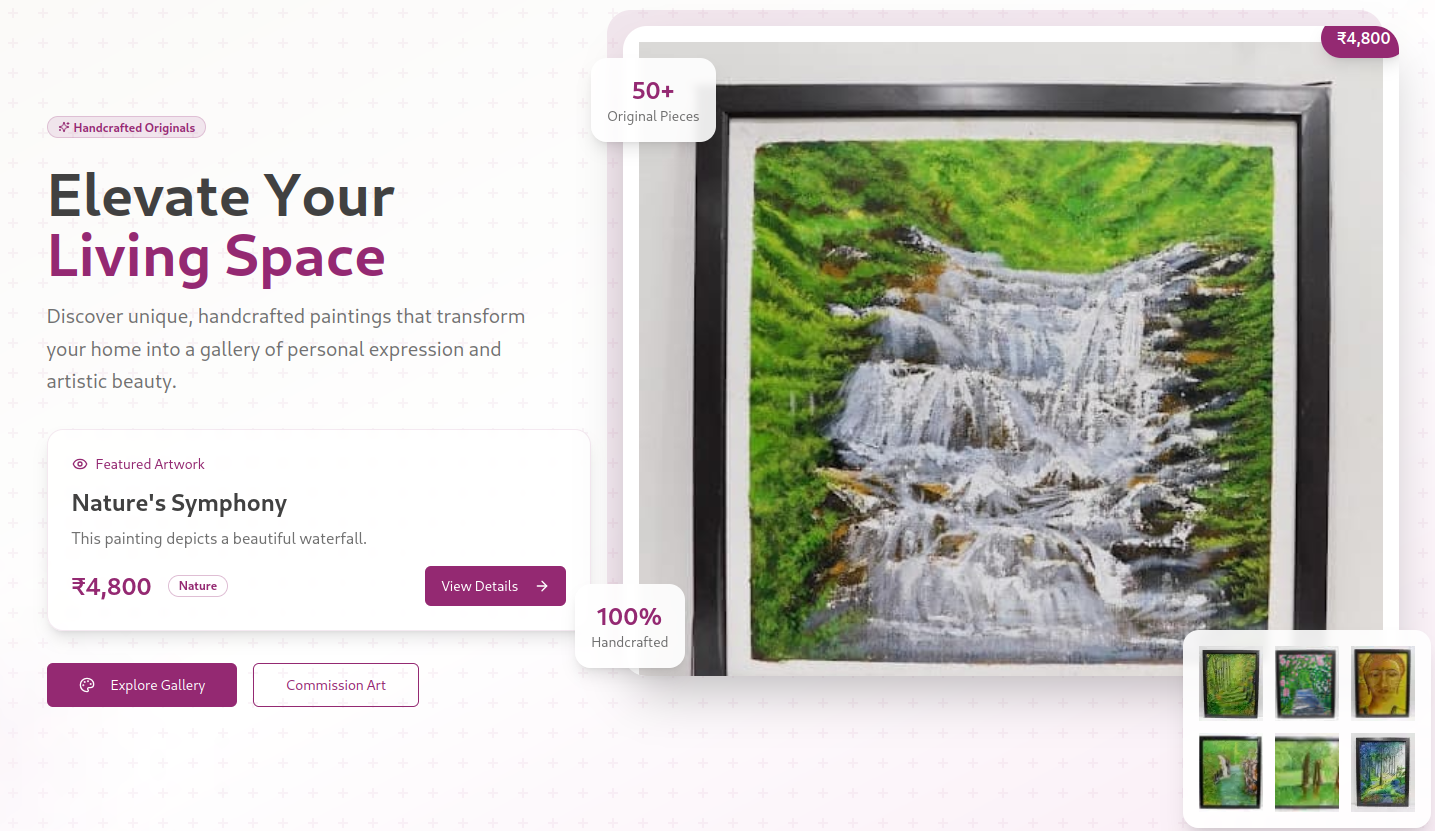 Handcrafted Originals
Elevate Your
Living Space
Discover unique, handcrafted paintings that transform
your home into a gallery of personal expression and
artistic beauty.
Featured Artwork
Nature's Symphony
This painting depicts a beautiful waterfall.
₹4,800
Nature
View Details
Explore Gallery
Commission Art
₹4,800
50+
Original Pieces
100%
Handcrafted